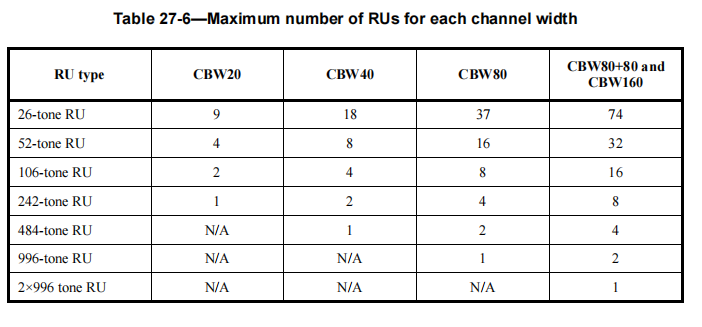 Table 27-6—Maximum number of RUs for each channel width
RU type CBW20 CBW40 CBW80 CBW80+80 and CBW160
26-tone RU 9 18 37 74
52-tone RU 4 8 16 32
106-tone RU 2 4 8 16
242-tone RU 1 2 4 8
484-tone RU N/A 1 2 4
996-tone RU N/A N/A 1 2
2×996 tone RU N/A N/A N/A 1